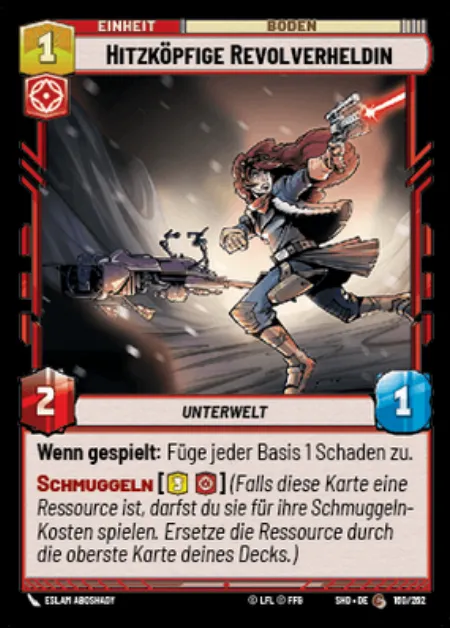 EINHEIT
BODEN
1
HITZKÖPFIGE REVOLVERHELDIN
2
UNTERWELT
1
Wenn gespielt: Füge jeder Basis 1 Schaden zu.
SCHMUGGELN [3] (Falls diese Karte eine
Ressource ist, darfst du sie für ihre Schmuggeln-
Kosten spielen. Ersetze die Ressource durch
die oberste Karte deines Decks.)
ESLAM ABOSHADY
© LFL © FFG
SHD • DE
C
160/262